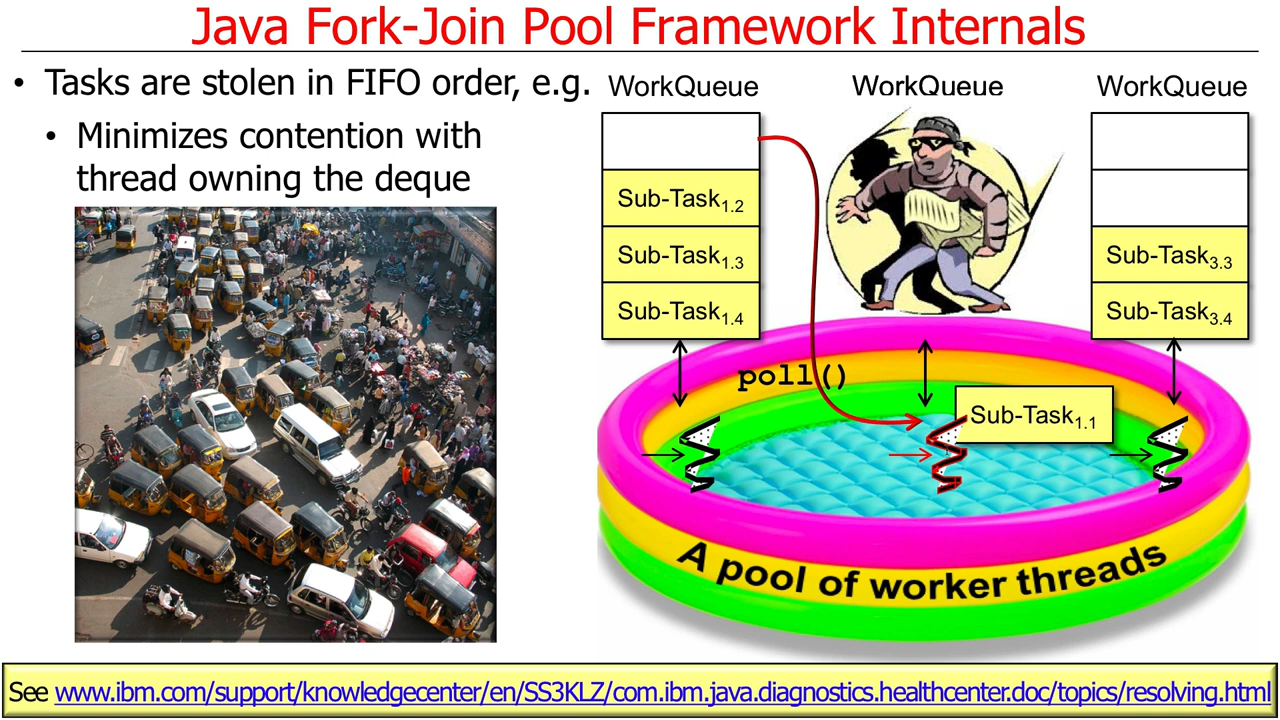 Java Fork-Join Pool Framework Internals
• Tasks are stolen in FIFO order, e.g.
• Minimizes contention with
thread owning the deque
WorkQueue
Sub-Task1.2
Sub-Task1.3
Sub-Task1.4
WorkQueue
WorkQueue
Sub-Task3.3
Sub-Task3.4
poll()
Sub-Task1.1
A pool of worker threads
See www.ibm.com/support/knowledgecenter/en/SS3KLZ/com.ibm.java.diagnostics.healthcenter.doc/topics/resolving.html